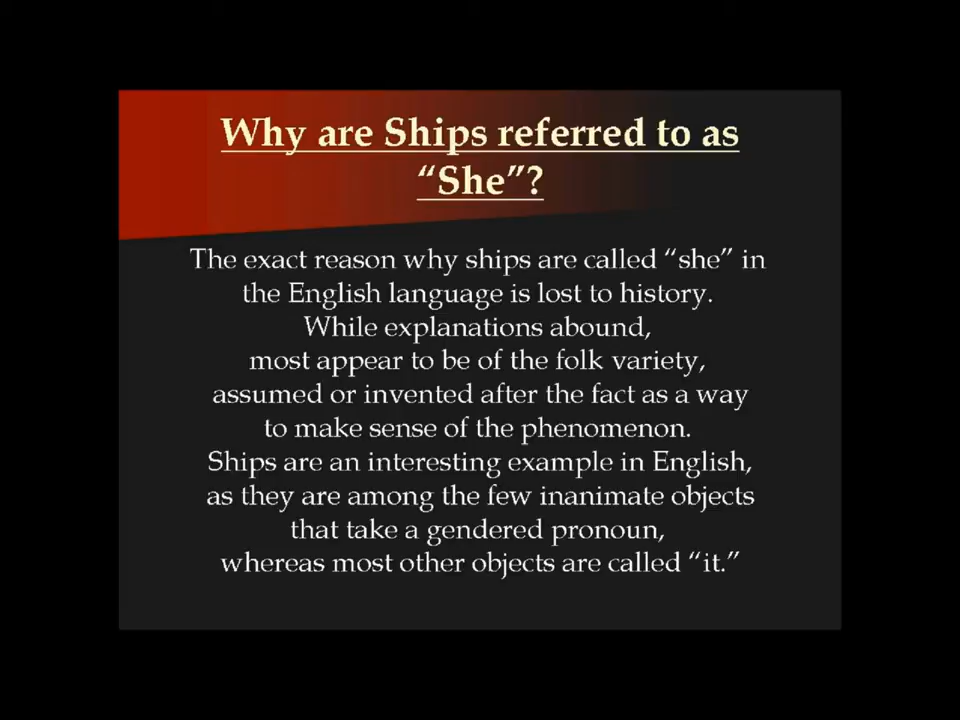 Why are Ships referred to as
“She”?
The exact reason why ships are called “she” in
the English language is lost to history.
While explanations abound,
most appear to be of the folk variety,
assumed or invented after the fact as a way
to make sense of the phenomenon.
Ships are an interesting example in English,
as they are among the few inanimate objects
that take a gendered pronoun,
whereas most other objects are called “it.”